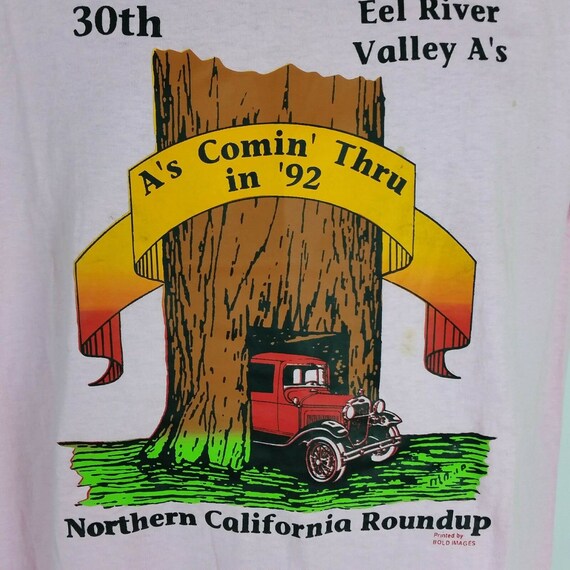 30th
Eel River
Valley A's
A's Comin' Thru
in '92
Northern California Roundup
Printed by
BOLD IMAGES